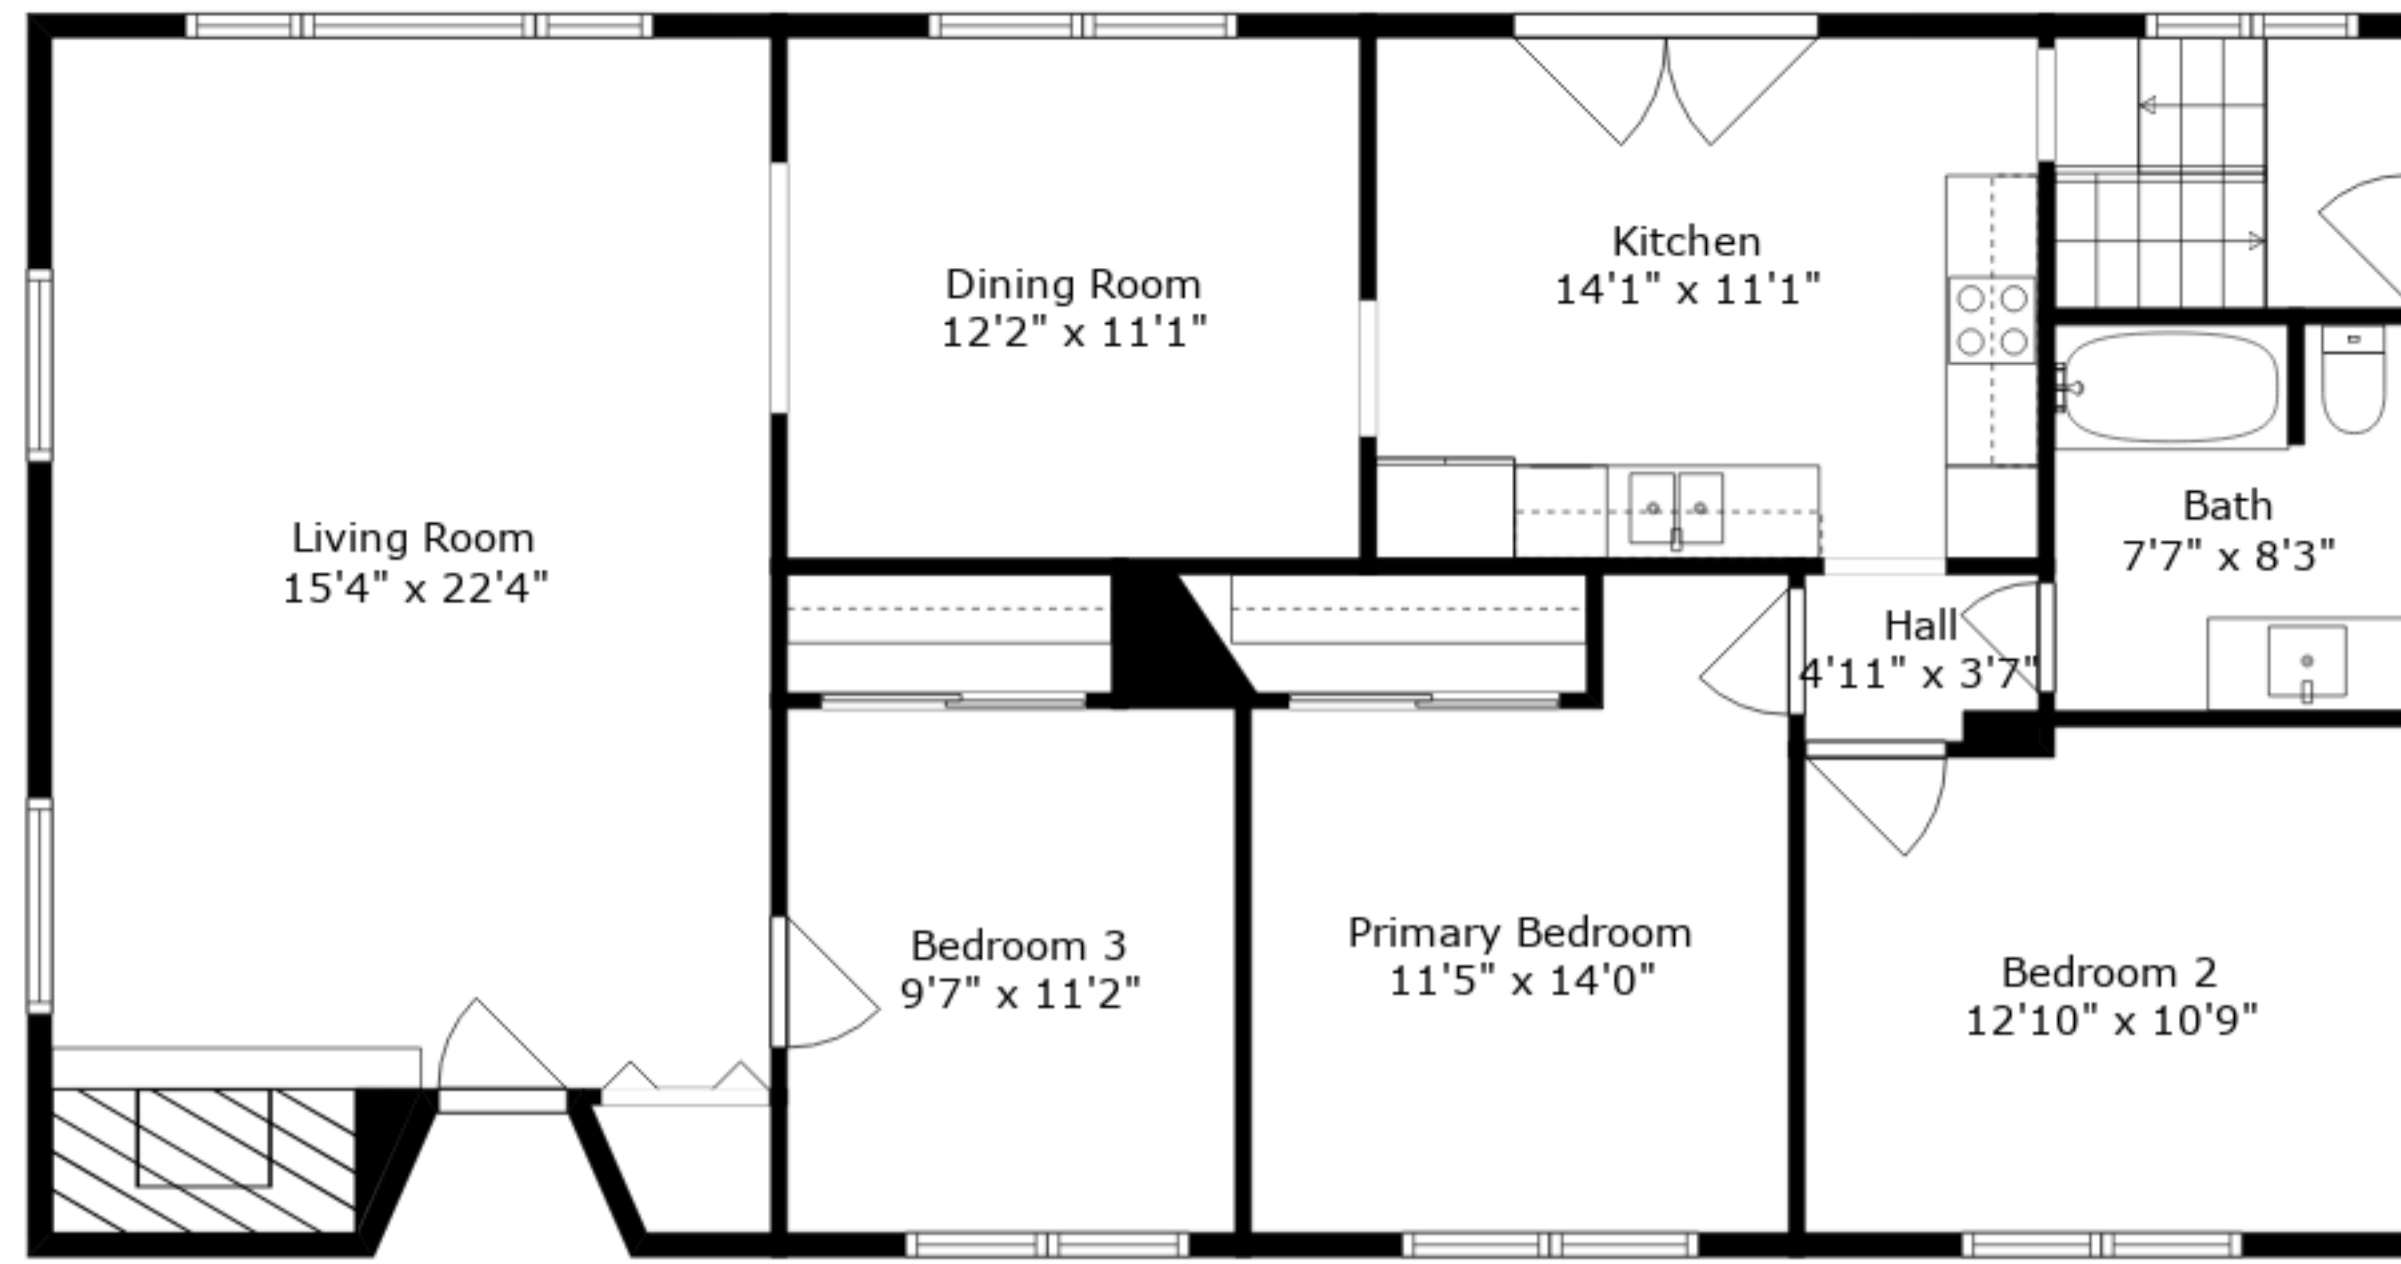 Living Room
15'4" x 22'4"
Dining Room
12'2" x 11'1"
Kitchen
14'1" x 11'1"
Bath
7'7" x 8'3"
Hall
4'11" x 3'7"
Bedroom 3
9'7" x 11'2"
Primary Bedroom
11'5" x 14'0"
Bedroom 2
12'10" x 10'9"